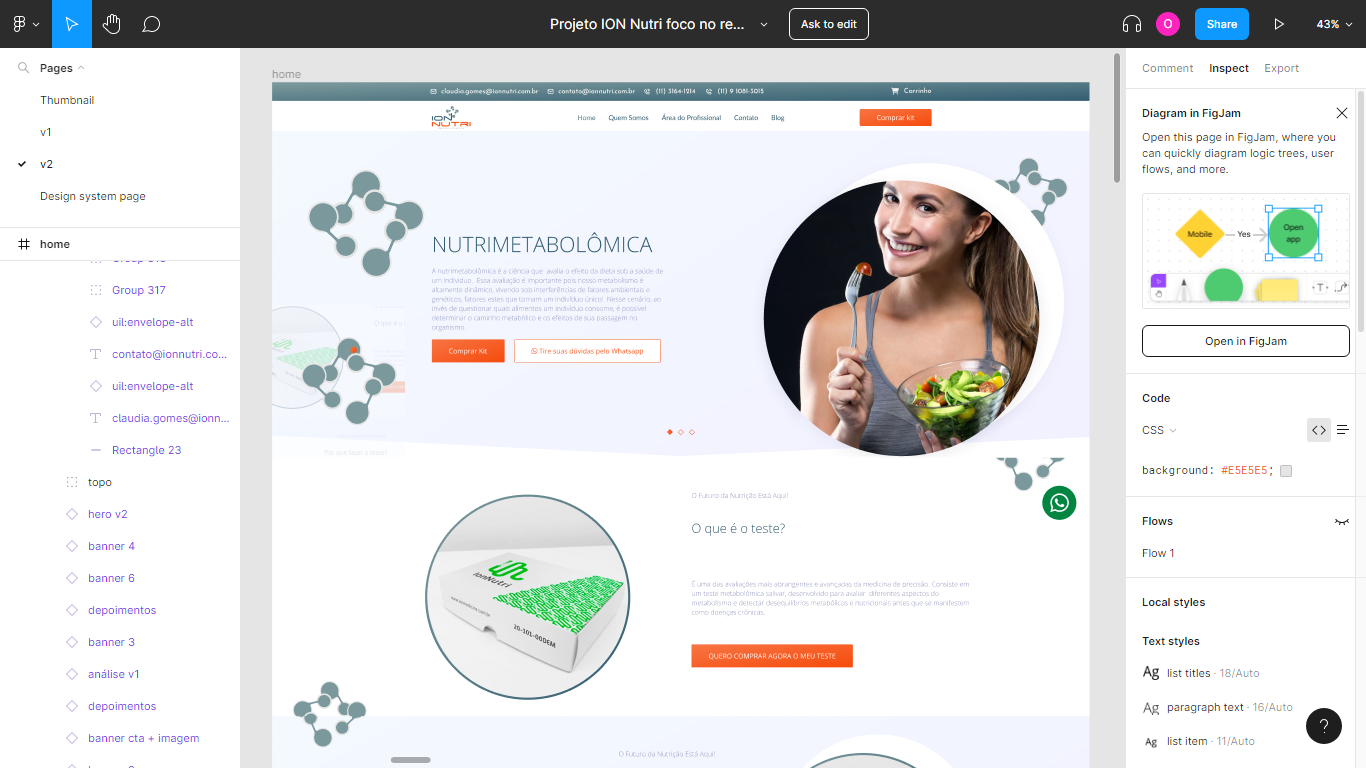 Projeto ION Nutri foco no re...
Ask to edit
O
Share
43%
Pages
Thumbnail
v1
v2
Design system page
home
Group 317
uil:envelope-alt
contato@ionnutri.co...
uil:envelope-alt
claudia.gomes@ionn...
Rectangle 23
topo
hero v2
banner 4
banner 6
depoimentos
banner 3
análise v1
depoimentos
banner cta + imagem
home
claudia.gomes@ionnutri.com.br
contato@ionnutri.com.br
(11) 3164-1214
(11) 9 1081-3015
Carrinho
ION
NUTRI
Home
Quem Somos
Área do Profissional
Contato
Blog
Comprar kit
NUTRIMETABOLÔMICA
A nutrimetabolômica é a ciência que avalia o efeito da dieta sob a saúde de
um indivíduo. Essa avaliação é importante pois nosso metabolismo é
altamente dinâmico, vivendo sob interferências de fatores ambientais e
genéticos, fatores estes que tornam um indivíduo único! Nesse cenário, ao
invés de questionar quais alimentos um indivíduo consome, é possível
determinar o caminho metabólico e os efeitos de sua passagem no
organismo.
Comprar Kit
Tire suas dúvidas pelo Whatsapp
Por que fazer o teste?
O Futuro da Nutrição Está Aqui!
O que é o teste?
É uma das avaliações mais abrangentes e avançadas da medicina de precisão. Consiste em
um teste metabolômico salivar, desenvolvido para avaliar diferentes aspectos do
metabolismo e detectar desequilíbrios metabólicos e nutricionais antes que se manifestem
como doenças crônicas.
QUERO COMPRAR AGORA O MEU TESTE
ionNutri
20-101-00DEM
O Futuro da Nutrição Está Aqui!
Comment
Inspect
Export
Diagram in FigJam
Open this page in FigJam, where you
can quickly diagram logic trees, user
flows, and more.
Mobile
Yes
Open
app
T
Open in FigJam
Code
CSS
background: #E5E5E5;
Flows
Flow 1
Local styles
Text styles
Ag list titles · 18/Auto
Ag paragraph text · 16/Auto
Ag list item · 11/Auto
?